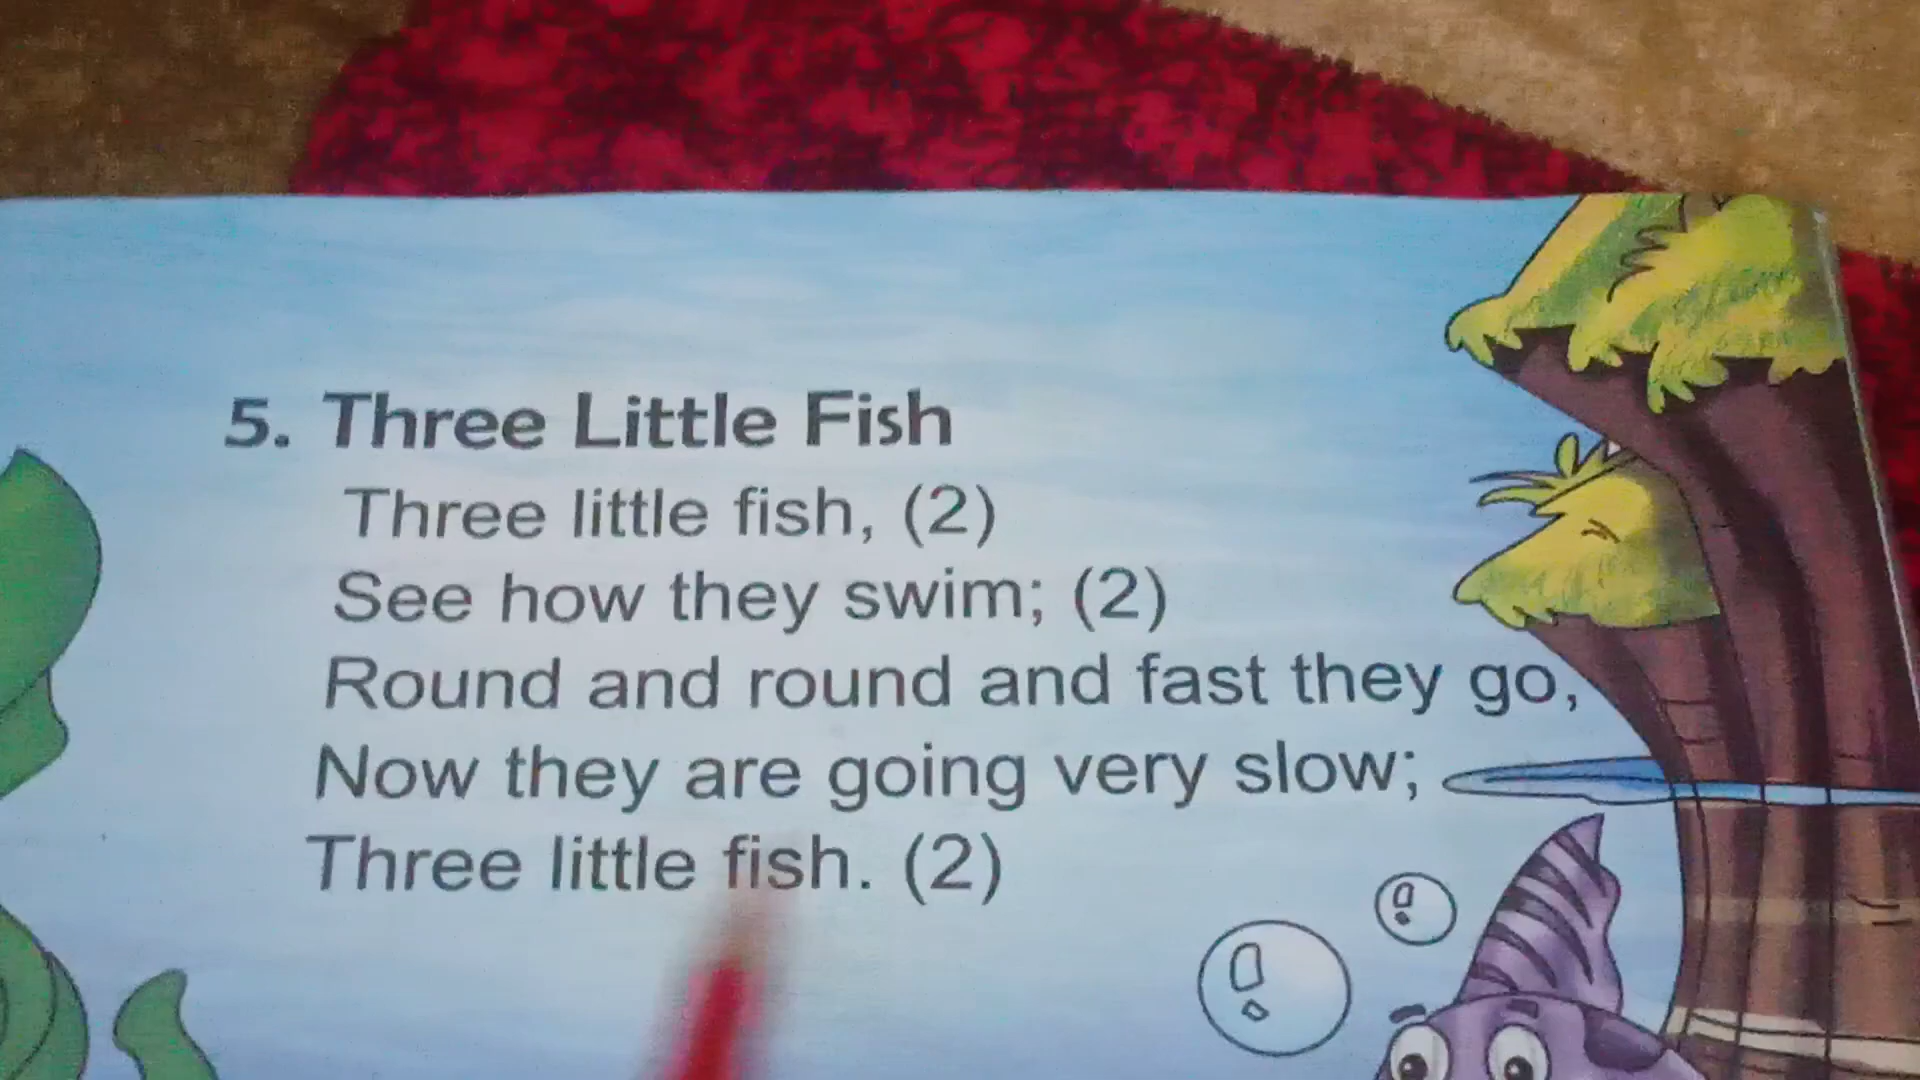 5. Three Little Fish
Three little fish, (2)
See how they swim; (2)
Round and round and fast they go,
Now they are going very slow;
Three little fish. (2)